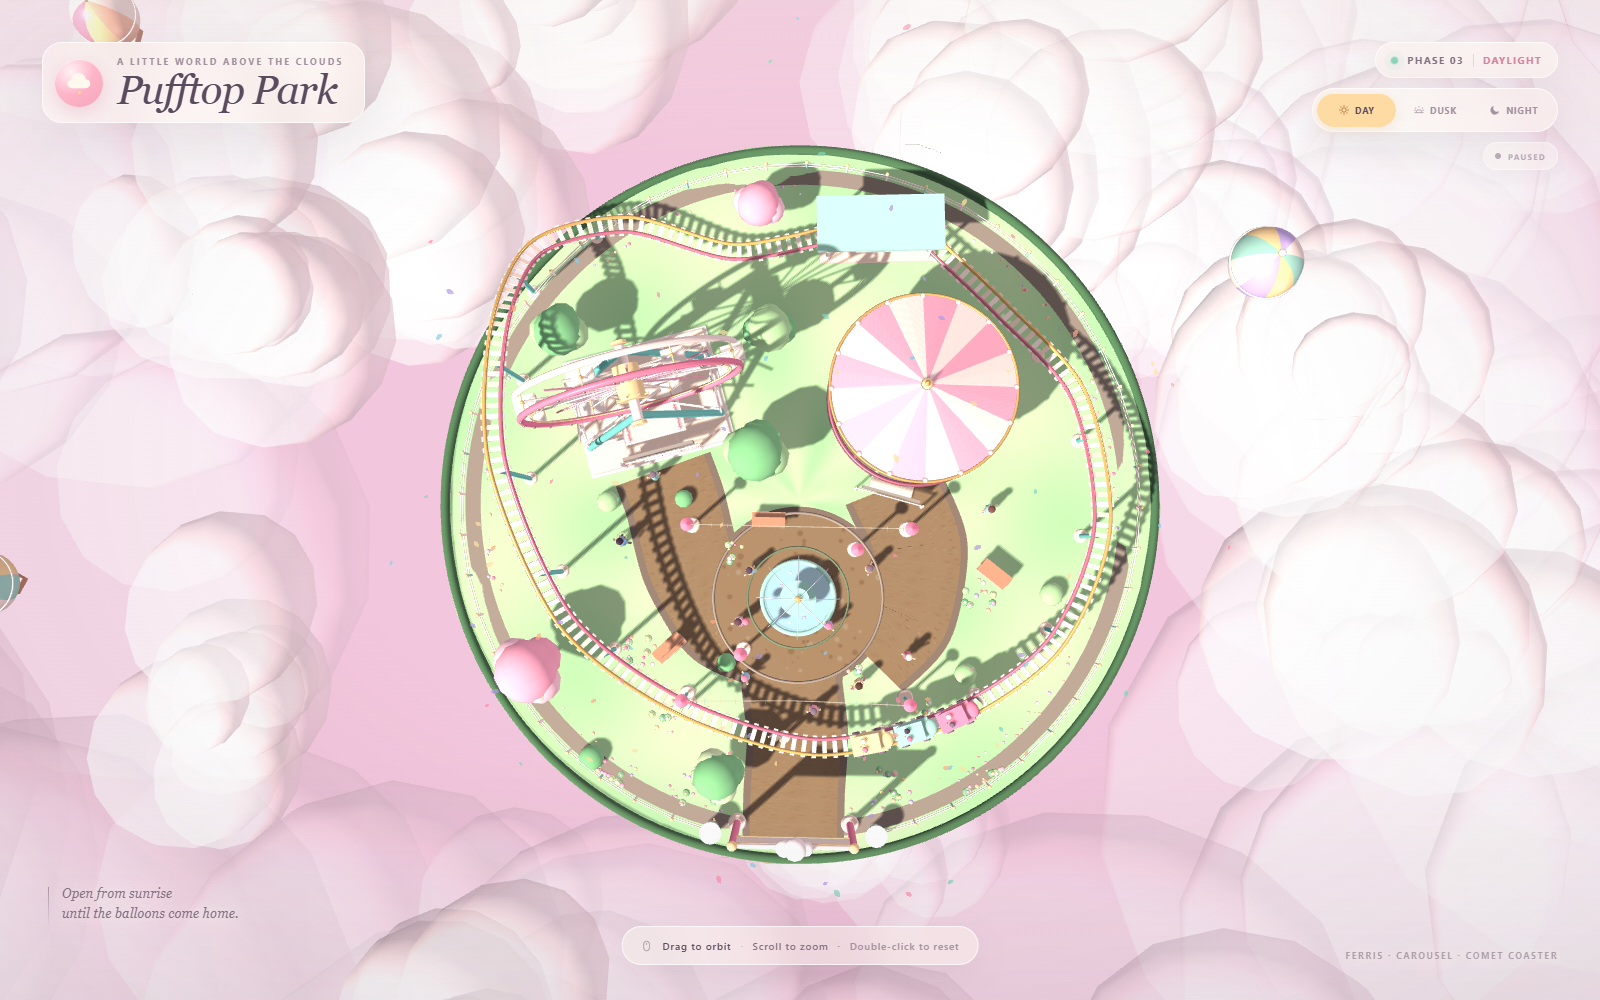 A LITTLE WORLD ABOVE THE CLOUDS
Pufftop Park
PHASE 03 DAYLIGHT
DAY DUSK NIGHT
PAUSED
Open from sunrise
until the balloons come home.
Drag to orbit · Scroll to zoom · Double-click to reset
FERRIS · CAROUSEL · COMET COASTER